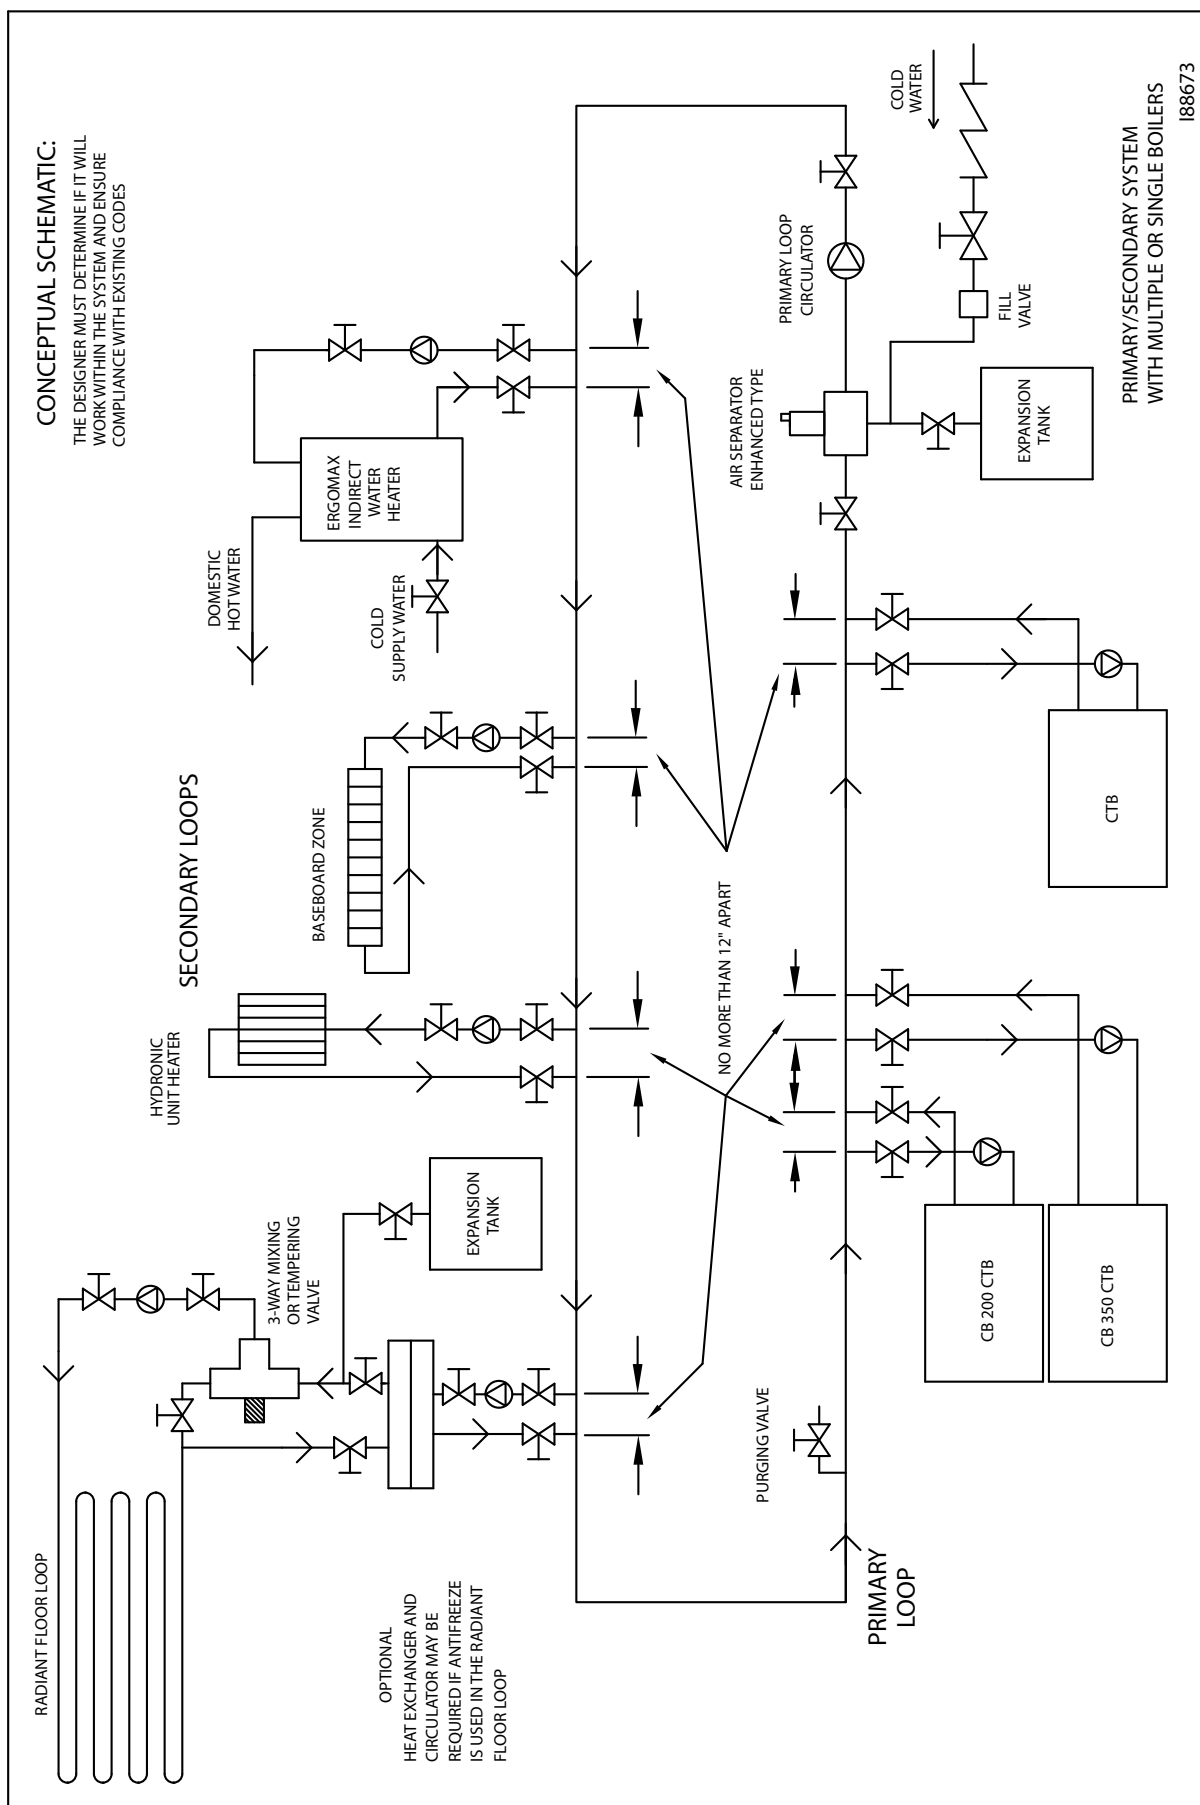 CONCEPTUAL SCHEMATIC:
THE DESIGNER MUST DETERMINE IF IT WILL
WORK WITHIN THE SYSTEM AND ENSURE
COMPLIANCE WITH EXISTING CODES
SECONDARY LOOPS
RADIANT FLOOR LOOP
3-WAY MIXING
OR TEMPERING
VALVE
HYDRONIC
UNIT HEATER
BASEBOARD ZONE
DOMESTIC
HOT WATER
ERGOMAX
INDIRECT
WATER
HEATER
COLD
SUPPLY WATER
EXPANSION
TANK
OPTIONAL
HEAT EXCHANGER AND
CIRCULATOR MAY BE
REQUIRED IF ANTIFREEZE
IS USED IN THE RADIANT
FLOOR LOOP
NO MORE THAN 12" APART
PURGING VALVE
AIR SEPARATOR
ENHANCED TYPE
PRIMARY LOOP
CIRCULATOR
COLD
WATER
PRIMARY
LOOP
FILL
VALVE
EXPANSION
TANK
CB 200 CTB
CB 350 CTB
CTB
PRIMARY/SECONDARY SYSTEM
WITH MULTIPLE OR SINGLE BOILERS
I88673